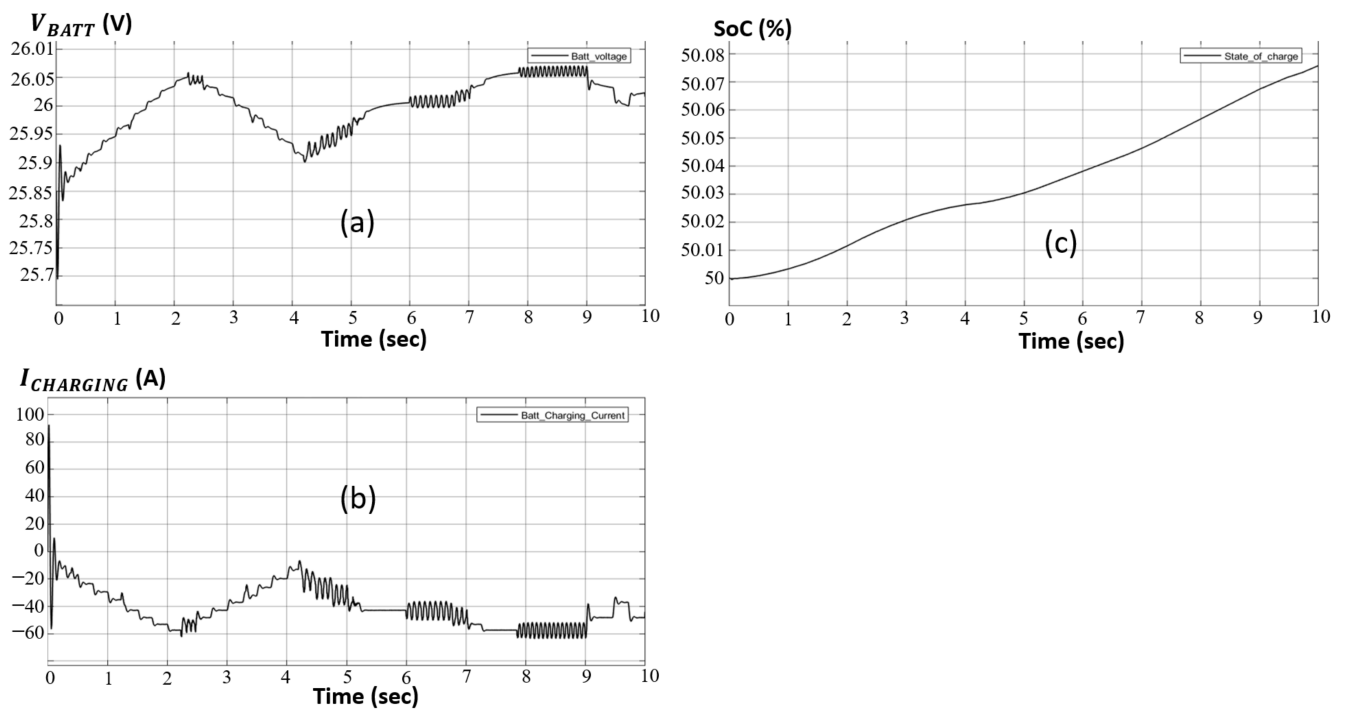 V_BATT (V)
26.01
26.05
26
25.95
25.9
25.85
25.8
25.75
25.7
Batt_voltage
(a)
0 1 2 3 4 5 6 7 8 9 10
Time (sec)
SoC (%)
50.08
50.07
50.06
50.05
50.04
50.03
50.02
50.01
50
State_of_charge
(c)
0 1 2 3 4 5 6 7 8 9 10
Time (sec)
I_CHARGING (A)
100
80
60
40
20
0
−20
−40
−60
Batt_Charging_Current
(b)
0 1 2 3 4 5 6 7 8 9 10
Time (sec)